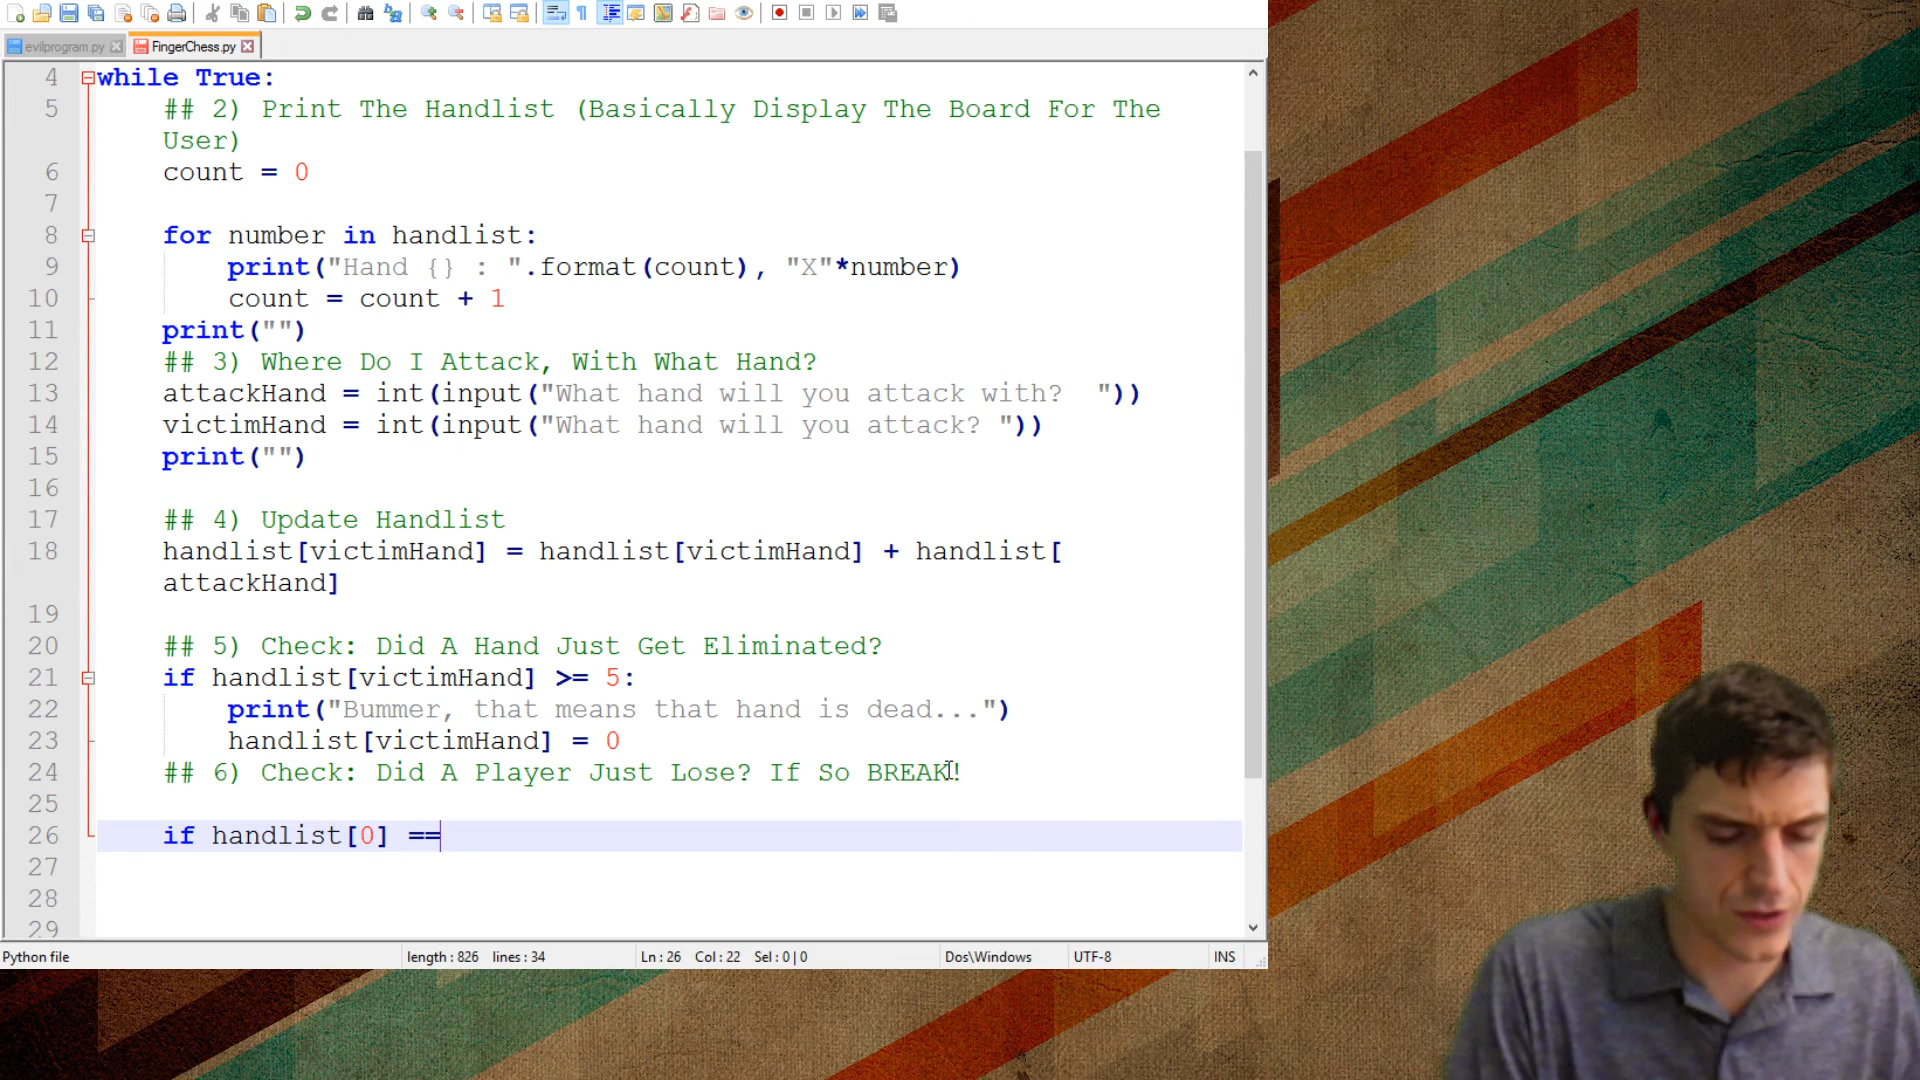 evilprogram.py FingerChess.py
4 while True:
5 ## 2) Print The Handlist (Basically Display The Board For The
User)
6 count = 0
7
8 for number in handlist:
9 print("Hand {} : ".format(count), "X"*number)
10 count = count + 1
11 print("")
12 ## 3) Where Do I Attack, With What Hand?
13 attackHand = int(input("What hand will you attack with?  "))
14 victimHand = int(input("What hand will you attack? "))
15 print("")
16
17 ## 4) Update Handlist
18 handlist[victimHand] = handlist[victimHand] + handlist[
attackHand]
19
20 ## 5) Check: Did A Hand Just Get Eliminated?
21 if handlist[victimHand] >= 5:
22 print("Bummer, that means that hand is dead...")
23 handlist[victimHand] = 0
24 ## 6) Check: Did A Player Just Lose? If So BREAK!
25
26 if handlist[0] ==
27
28
29
Python file length : 826 lines : 34 Ln : 26 Col : 22 Sel : 0 | 0 Dos\Windows UTF-8 INS